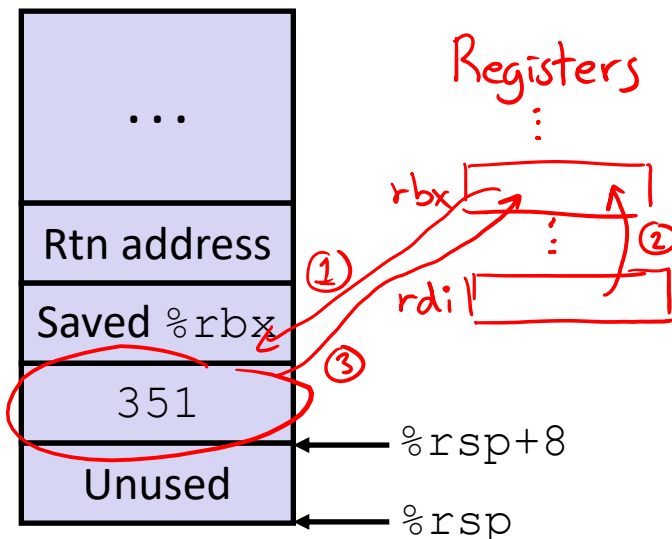 ...
Rtn address
Saved %rbx
351
Unused
%rsp+8
%rsp
Registers
⋮
rbx
①
②
⋮
rdi
③